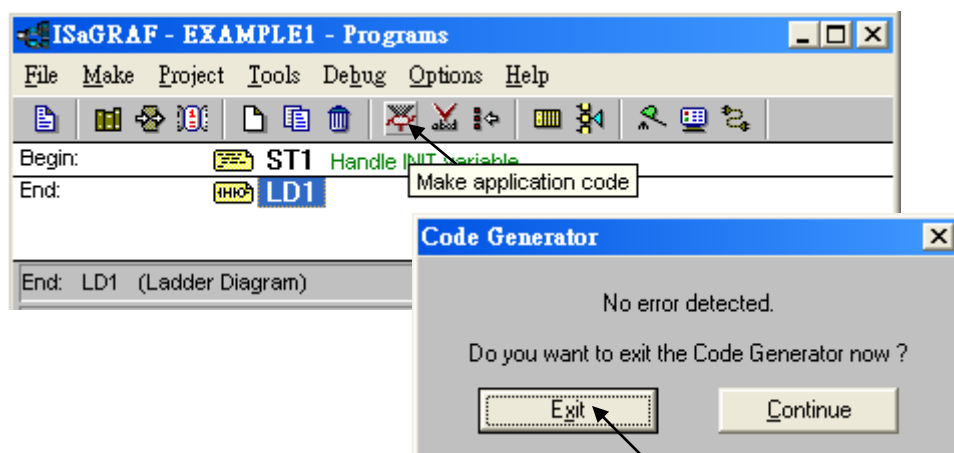 ISaGRAF - EXAMPLE1 - Programs
File Make Project Tools Debug Options Help
Begin: ST1 Handle INIT variable
Make application code
End: LD1
Code Generator
End: LD1 (Ladder Diagram)
No error detected.
Do you want to exit the Code Generator now ?
Exit Continue